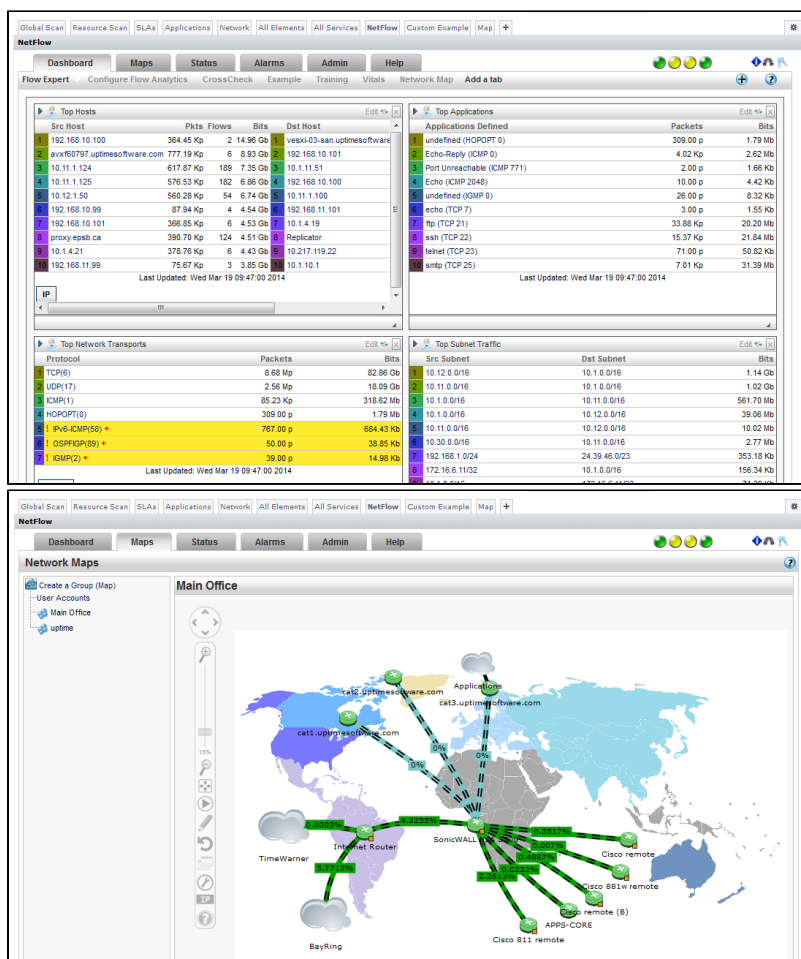 Global Scan Resource Scan SLAs Applications Network All Elements All Services NetFlow Custom Example Map +
NetFlow
Dashboard Maps Status Alarms Admin Help
Flow Expert Configure Flow Analytics CrossCheck Example Training Vitals Network Map Add a tab
Top Hosts Edit
Src Host Pkts Flows Bits Dst Host
1 192.168.10.100 364.45 Kp 2 14.96 Gb 1 vesxi-03-san.uptimesoftware
2 avxf60797.uptimesoftware.com 777.19 Kp 6 8.93 Gb 2 192.168.10.101
3 10.11.1.124 617.87 Kp 189 7.35 Gb 3 10.1.11.51
4 10.11.1.125 576.53 Kp 182 6.86 Gb 4 192.168.10.100
5 10.12.1.50 560.28 Kp 54 6.74 Gb 5 10.11.1.100
6 192.168.10.99 87.94 Kp 4 4.54 Gb 6 192.168.11.101
7 192.168.10.101 366.85 Kp 6 4.53 Gb 7 10.1.4.19
8 proxy.epsb.ca 390.70 Kp 124 4.51 Gb 8 Replicator
9 10.1.4.21 378.76 Kp 6 4.43 Gb 9 10.217.119.22
10 192.168.11.99 75.67 Kp 3 3.85 Gb 10 10.1.10.1
Last Updated: Wed Mar 19 09:47:00 2014
IP
Top Applications Edit
Applications Defined Packets Bits
1 undefined (HOPOPT 0) 309.00 p 1.79 Mb
2 Echo-Reply (ICMP 0) 4.02 Kp 2.62 Mb
3 Port Unreachable (ICMP 771) 2.00 p 1.66 Kb
4 Echo (ICMP 2048) 10.00 p 4.42 Kb
5 undefined (IGMP 0) 26.00 p 8.32 Kb
6 echo (TCP 7) 3.00 p 1.55 Kb
7 ftp (TCP 21) 33.88 Kp 20.20 Mb
8 ssh (TCP 22) 15.37 Kp 21.84 Mb
9 telnet (TCP 23) 71.00 p 50.82 Kb
10 smtp (TCP 25) 7.01 Kp 31.39 Mb
Last Updated: Wed Mar 19 09:47:00 2014
Top Network Transports Edit
Protocol Packets Bits
1 TCP(6) 8.68 Mp 82.86 Gb
2 UDP(17) 2.56 Mp 18.09 Gb
3 ICMP(1) 85.23 Kp 318.62 Mb
4 HOPOPT(0) 309.00 p 1.79 Mb
5 ! IPv6-ICMP(58) + 767.00 p 684.43 Kb
6 ! OSPFIGP(89) + 50.00 p 38.85 Kb
7 ! IGMP(2) + 39.00 p 14.98 Kb
Last Updated: Wed Mar 19 09:47:00 2014
Top Subnet Traffic Edit
Src Subnet Dst Subnet Bits
1 10.12.0.0/16 10.1.0.0/16 1.14 Gb
2 10.11.0.0/16 10.1.0.0/16 1.02 Gb
3 10.1.0.0/16 10.11.0.0/16 561.70 Mb
4 10.1.0.0/16 10.12.0.0/16 39.06 Mb
5 10.11.0.0/16 10.12.0.0/16 10.02 Mb
6 10.30.0.0/16 10.11.0.0/16 2.77 Mb
7 192.168.1.0/24 24.39.46.0/23 353.18 Kb
8 172.16.6.11/32 10.1.0.0/16 156.34 Kb
Global Scan Resource Scan SLAs Applications Network All Elements All Services NetFlow Custom Example Map +
NetFlow
Dashboard Maps Status Alarms Admin Help
Network Maps
Create a Group (Map)
User Accounts
Main Office
uptime
Main Office
15%
IP
cat2.uptimesoftware.com
Applications
cat3.uptimesoftware.com
cat1.uptimesoftware.com
0%
0%
0%
0.0003%
4.3255%
Internet Router
TimeWarner
5.7712%
BayRing
SonicWALL
0.3517%
Cisco remote
0.007%
Cisco 881w remote
0.4887%
Cisco remote (B)
0.0232%
APPS-CORE
2.2613%
Cisco 811 remote